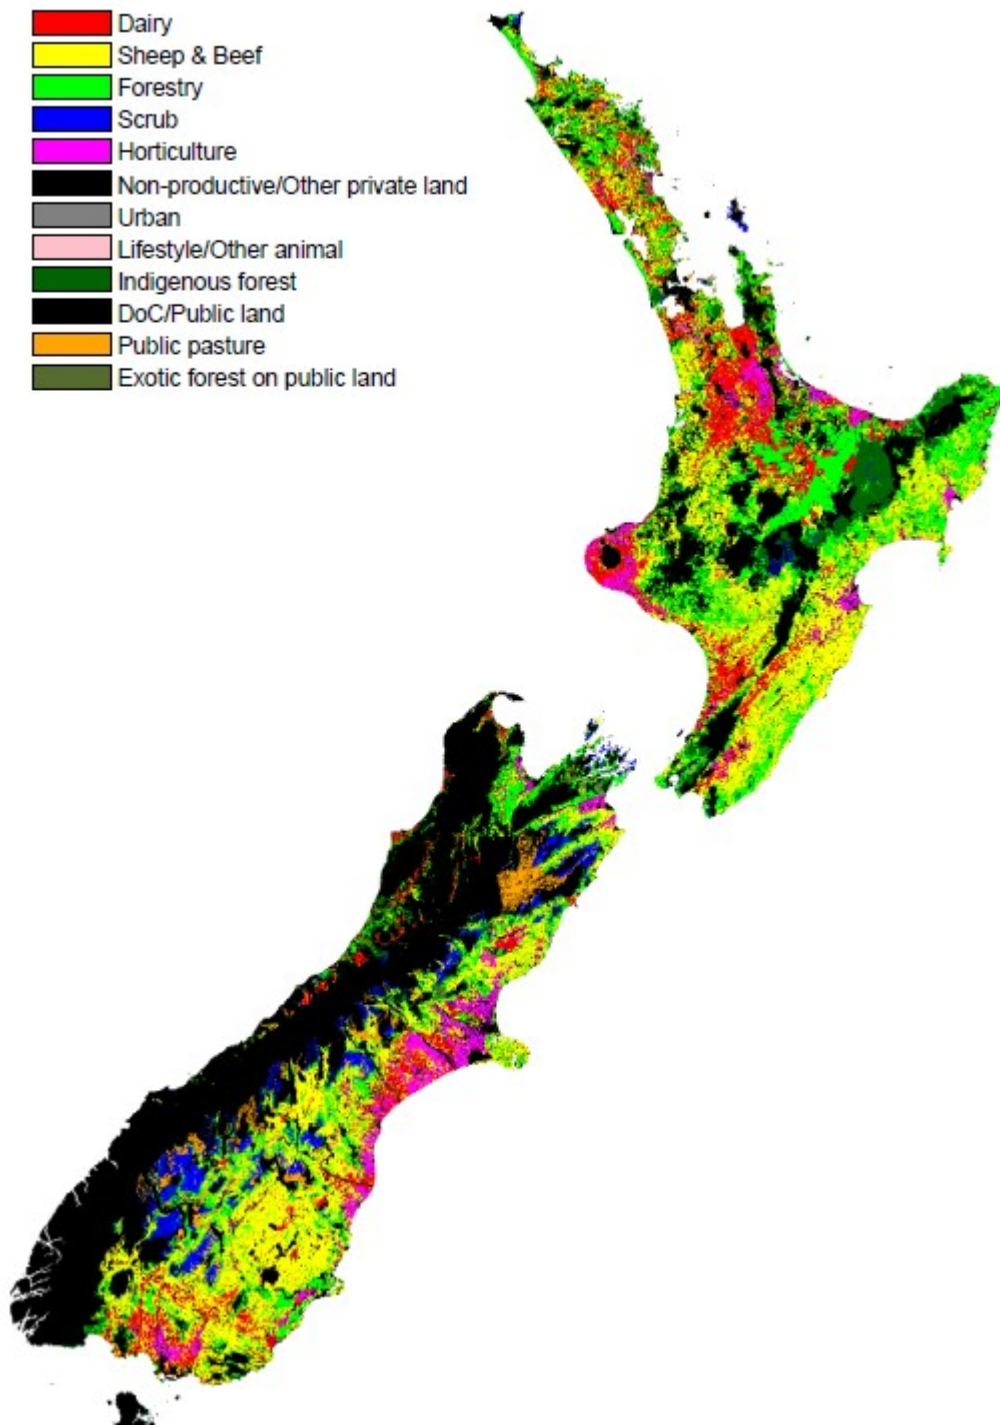 Dairy
Sheep & Beef
Forestry
Scrub
Horticulture
Non-productive/Other private land
Urban
Lifestyle/Other animal
Indigenous forest
DoC/Public land
Public pasture
Exotic forest on public land